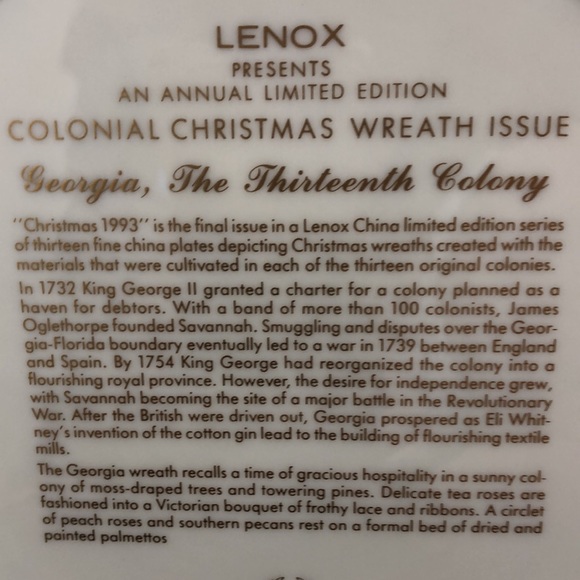 LENOX
PRESENTS
AN ANNUAL LIMITED EDITION
COLONIAL CHRISTMAS WREATH ISSUE
Georgia, The Thirteenth Colony
"Christmas 1993" is the final issue in a Lenox China limited edition series
of thirteen fine china plates depicting Christmas wreaths created with the
materials that were cultivated in each of the thirteen original colonies.
In 1732 King George II granted a charter for a colony planned as a
haven for debtors. With a band of more than 100 colonists, James
Oglethorpe founded Savannah. Smuggling and disputes over the Geor-
gia-Florida boundary eventually led to a war in 1739 between England
and Spain. By 1754 King George had reorganized the colony into a
flourishing royal province. However, the desire for independence grew,
with Savannah becoming the site of a major battle in the Revolutionary
War. After the British were driven out, Georgia prospered as Eli Whit-
ney's invention of the cotton gin lead to the building of flourishing textile
mills.
The Georgia wreath recalls a time of gracious hospitality in a sunny col-
ony of moss-draped trees and towering pines. Delicate tea roses are
fashioned into a Victorian bouquet of frothy lace and ribbons. A circlet
of peach roses and southern pecans rest on a formal bed of dried and
painted palmettos